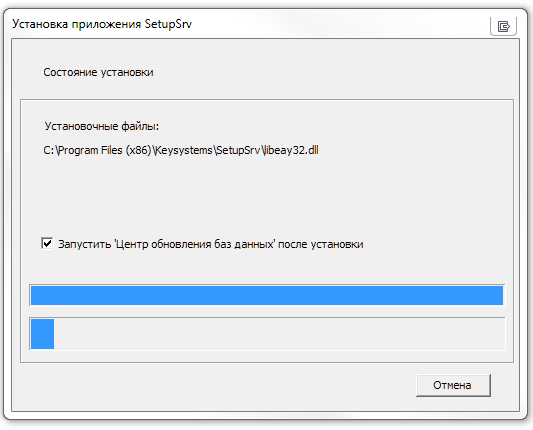 Установка приложения SetupSrv
Состояние установки
Установочные файлы:
C:\Program Files (x86)\Keysystems\SetupSrv\libeay32.dll
Запустить 'Центр обновления баз данных' после установки
Отмена